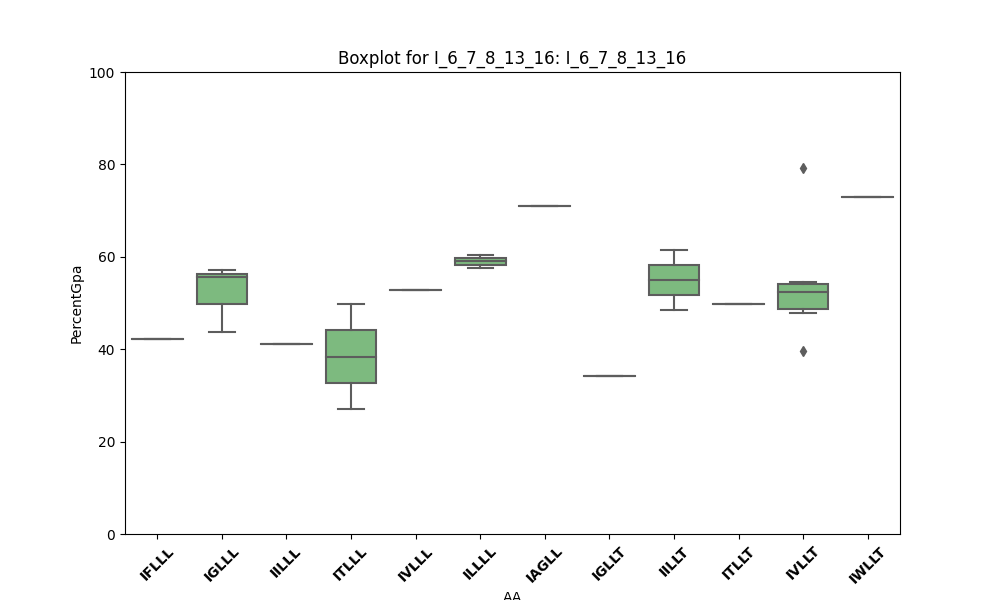 Boxplot for I_6_7_8_13_16: I_6_7_8_13_16
100
80
60
40
20
0
PercentGpa
IFLLL
IGLLL
IILLL
ITLLL
IVLLL
ILLLL
IAGLL
IGLLT
IILLT
ITLLT
IVLLT
IWLLT
AA